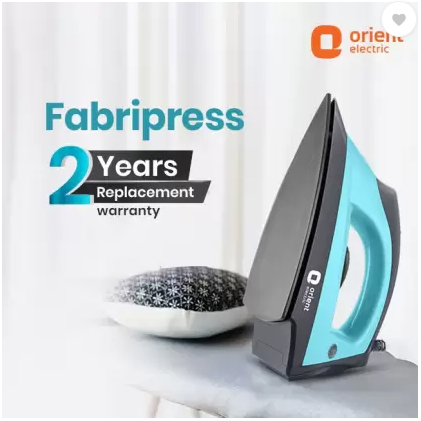 orient
electric
Fabripress
2 Years
Replacement
warranty
orient
electric